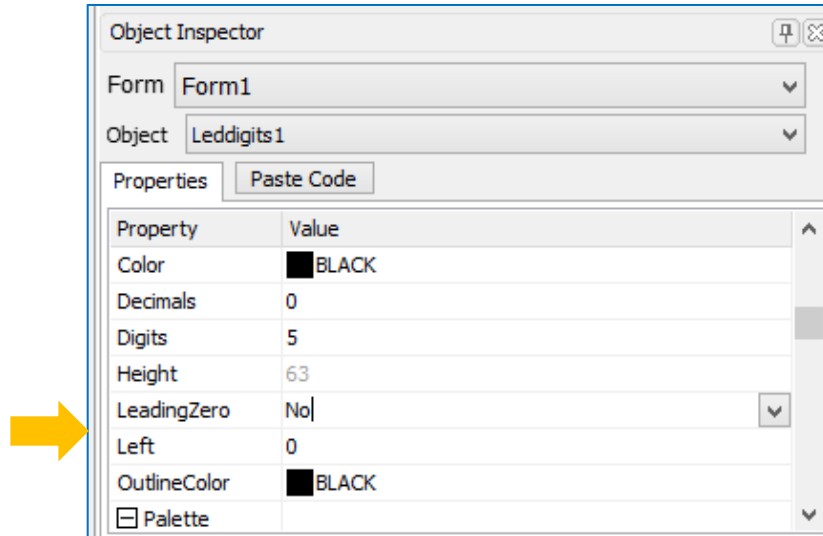 Object Inspector
Form Form1
Object Leddigits1
Properties Paste Code
Property Value
Color BLACK
Decimals 0
Digits 5
Height 63
LeadingZero No
Left 0
OutlineColor BLACK
Palette